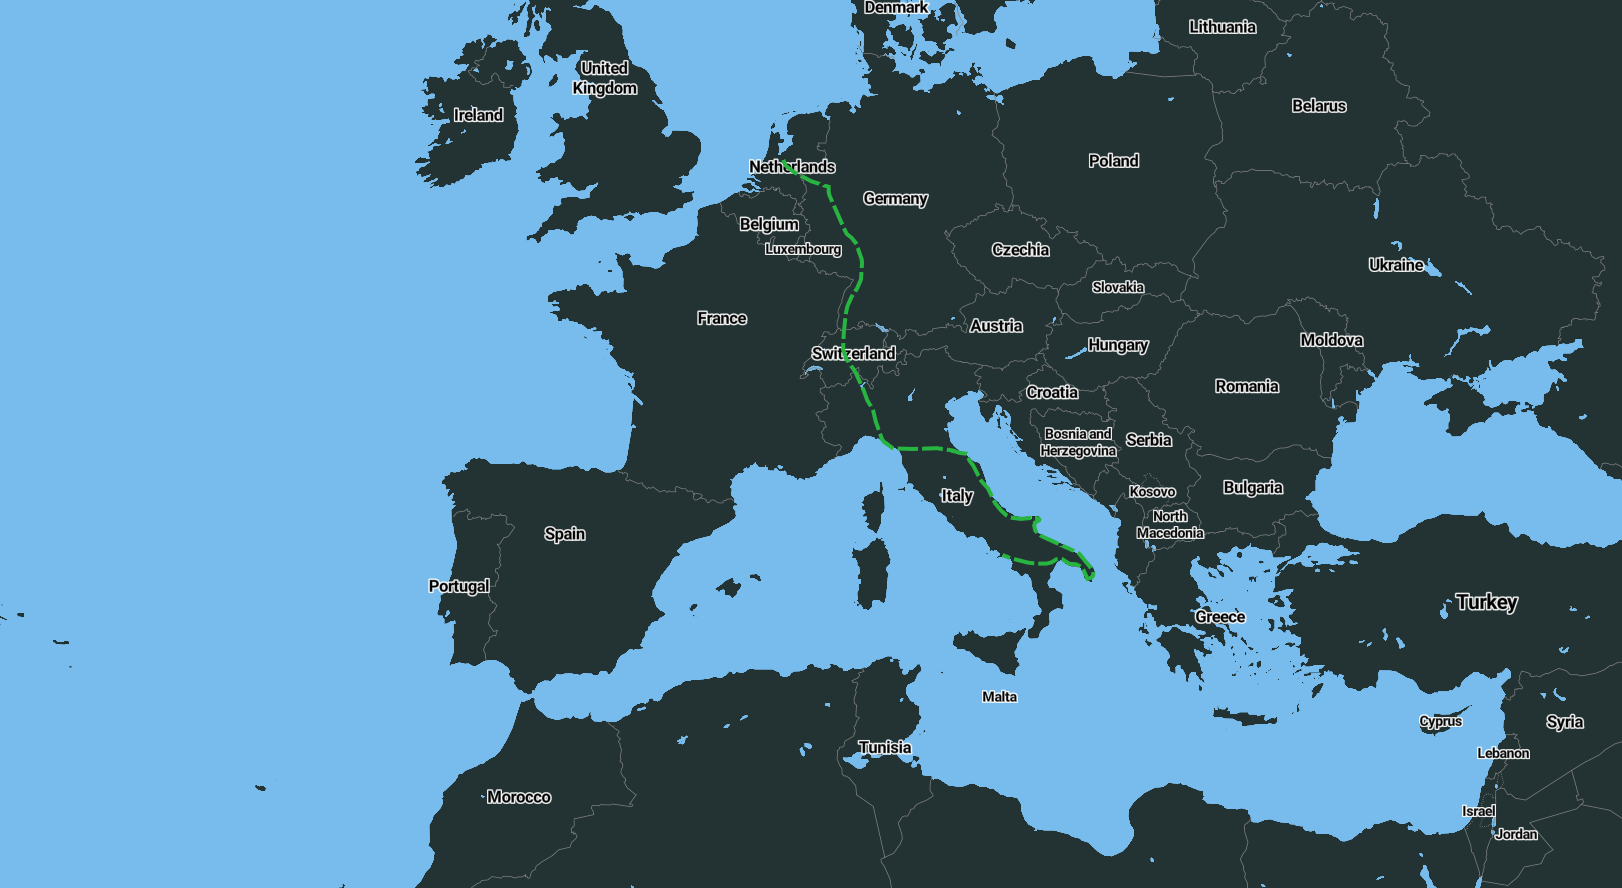 Denmark
Lithuania
United
Kingdom
Belarus
Ireland
Poland
Netherlands
Germany
Belgium
Luxembourg
Czechia
Ukraine
Slovakia
France
Austria
Moldova
Hungary
Switzerland
Romania
Croatia
Bosnia and
Herzegovina
Serbia
Bulgaria
Kosovo
Italy
North
Macedonia
Spain
Portugal
Turkey
Greece
Malta
Cyprus
Syria
Tunisia
Lebanon
Morocco
Israel
Jordan